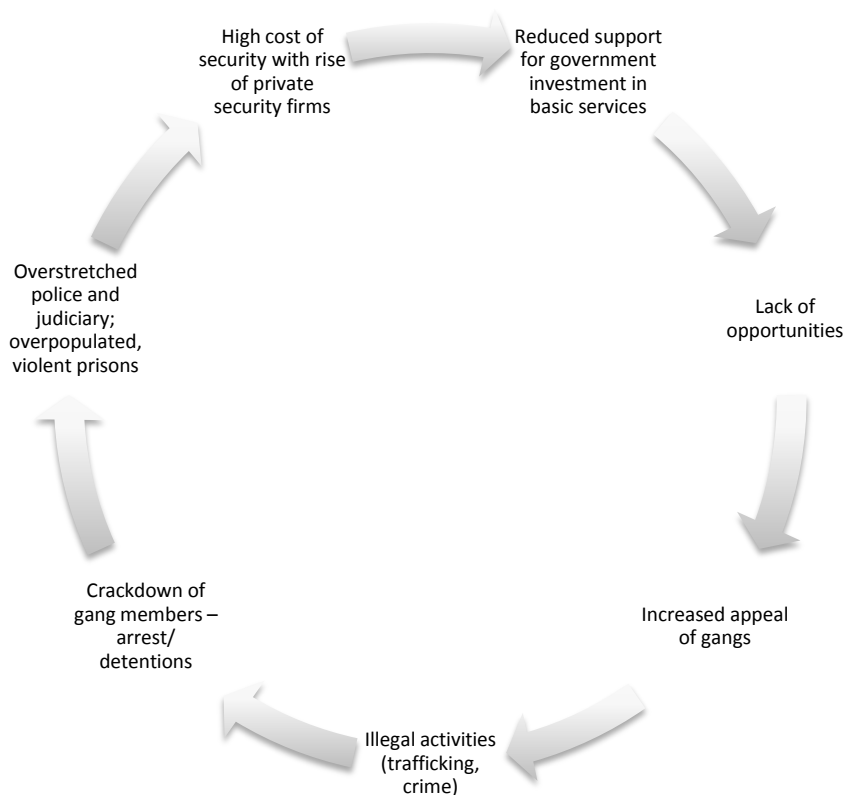 High cost of
security with rise
of private
security firms
Reduced support
for government
investment in
basic services
Lack of
opportunities
Increased appeal
of gangs
Illegal activities
(trafficking,
crime)
Crackdown of
gang members –
arrest/
detentions
Overstretched
police and
judiciary;
overpopulated,
violent prisons